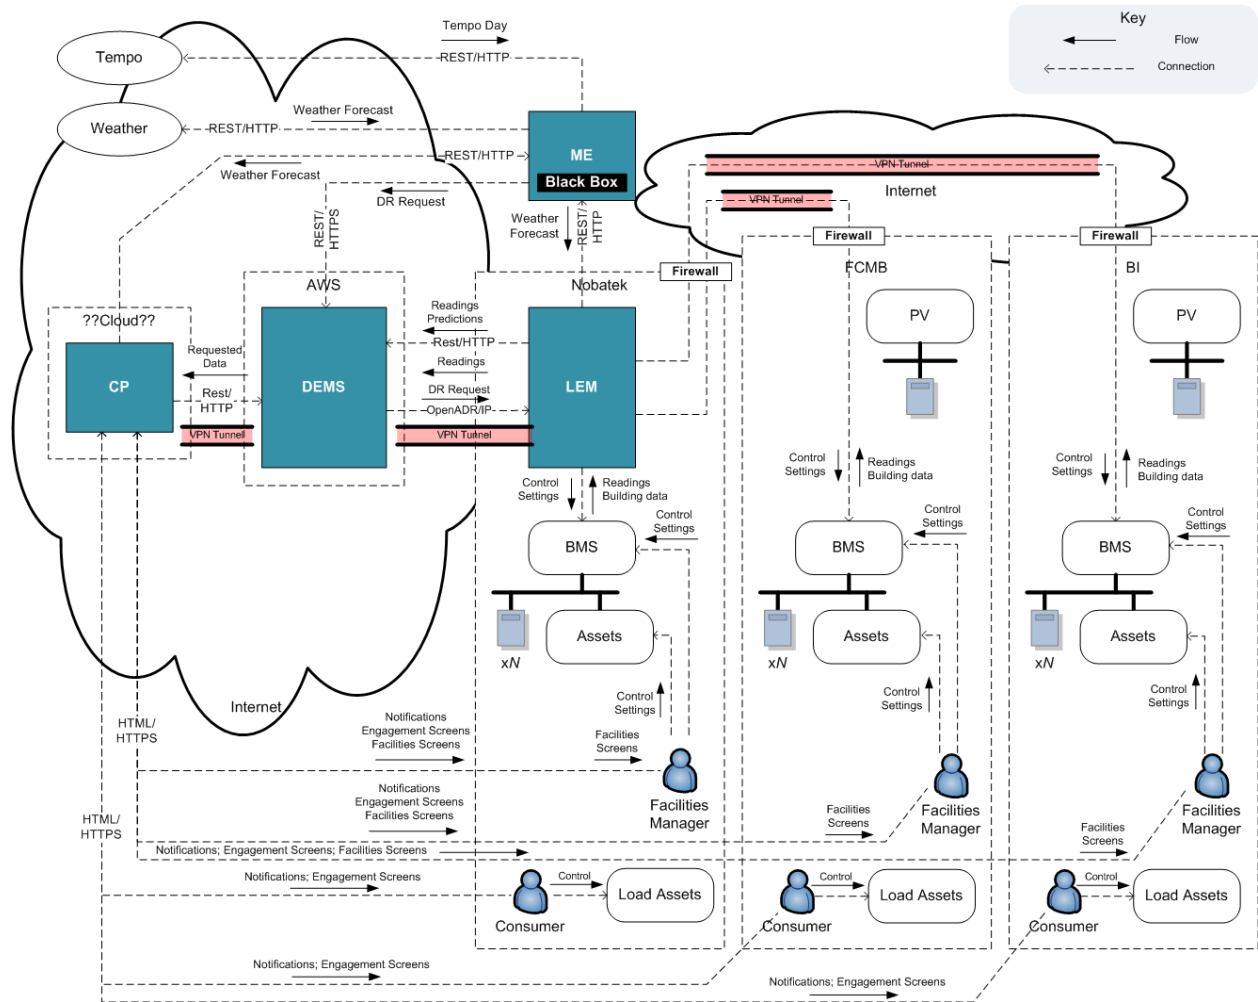 Key
Flow
Connection
Tempo Day
REST/HTTP
Tempo
Weather Forecast
Weather
REST/HTTP
ME
Black Box
REST/HTTP
Weather Forecast
VPN Tunnel
Internet
VPN Tunnel
DR Request
REST/
HTTPS
Weather
Forecast
REST/
HTTP
Firewall
Firewall
Firewall
AWS
Nobatek
FCMB
BI
??Cloud??
Readings
Predictions
Rest/HTTP
Readings
DR Request
OpenADR/IP
Requested
Data
Rest/
HTTP
CP
DEMS
LEM
PV
PV
VPN Tunnel
VPN Tunnel
Control
Settings
Readings
Building data
Control
Settings
Readings
Building data
Control
Settings
Readings
Building data
Control
Settings
Control
Settings
Control
Settings
BMS
BMS
BMS
Assets
Assets
Assets
xN
xN
xN
Internet
Control
Settings
Control
Settings
Control
Settings
HTML/
HTTPS
Notifications
Engagement Screens
Facilities Screens
Facilities
Screens
Facilities
Manager
Facilities
Manager
Facilities
Manager
HTML/
HTTPS
Notifications
Engagement Screens
Facilities Screens
Facilities
Screens
Facilities
Screens
Notifications; Engagement Screens; Facilities Screens
Notifications; Engagement Screens
Control
Load Assets
Consumer
Control
Load Assets
Consumer
Control
Load Assets
Consumer
Notifications; Engagement Screens
Notifications; Engagement Screens